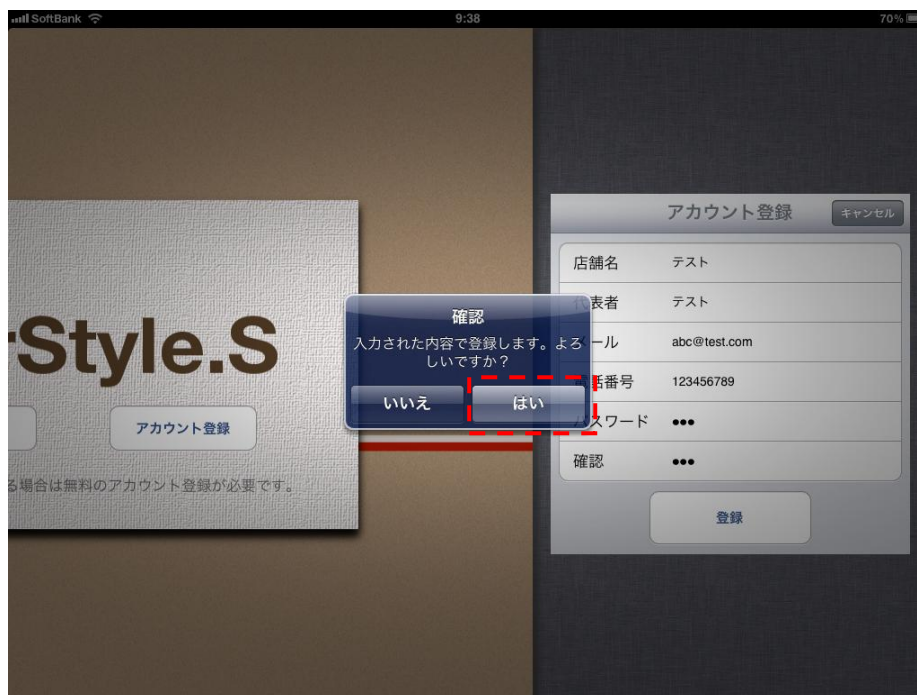 SoftBank
9:38
70%
アカウント登録
キャンセル
店舗名
テスト
表者
テスト
ール
abc@test.com
話番号
123456789
パスワード
●●●
確認
●●●
登録
確認
入力された内容で登録します。よろ
しいですか？
いいえ
はい
rStyle.S
アカウント登録
る場合は無料のアカウント登録が必要です。